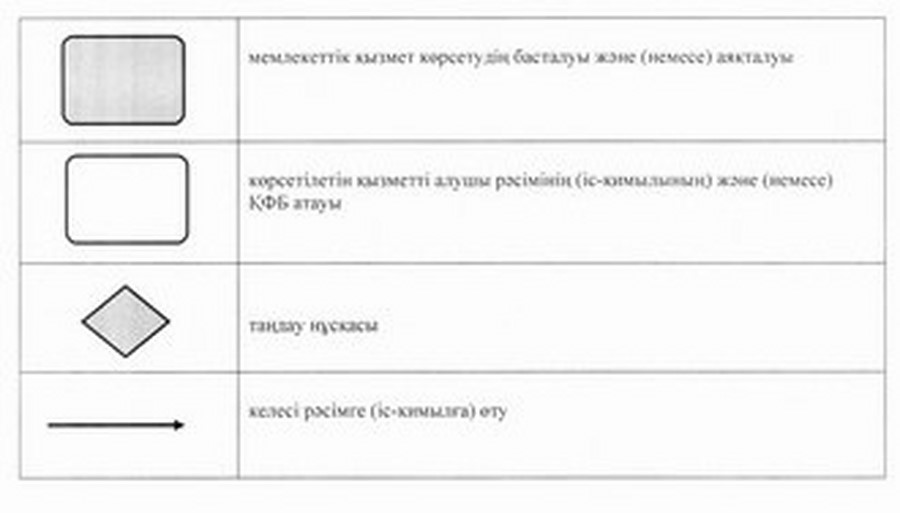 мемлекеттік қызмет көрсетудің басталуы және (немесе) аяқталуы
көрсетілетін қызметті алушы рәсімінің (іс-қимылының) және (немесе)
ҚФБ атауы
таңдау нұсқасы
келесі рәсімге (іс-қимылға) өту